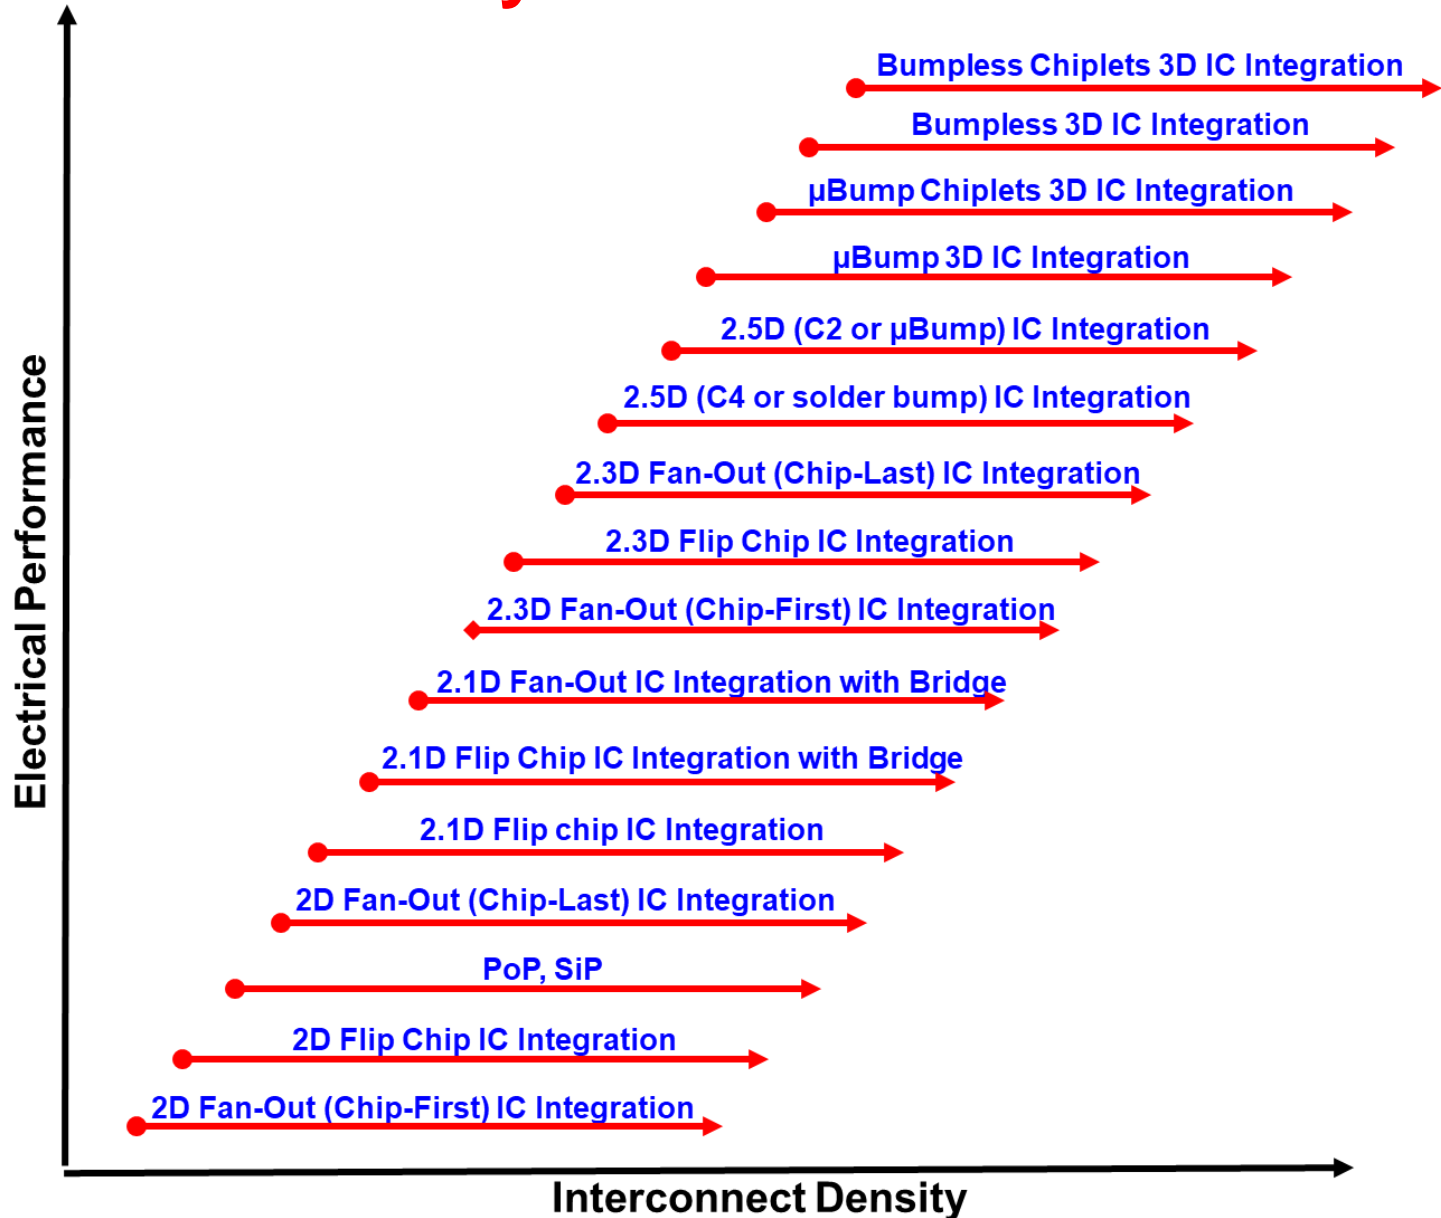 Bumpless Chiplets 3D IC Integration
Bumpless 3D IC Integration
µBump Chiplets 3D IC Integration
µBump 3D IC Integration
2.5D (C2 or µBump) IC Integration
2.5D (C4 or solder bump) IC Integration
2.3D Fan-Out (Chip-Last) IC Integration
2.3D Flip Chip IC Integration
2.3D Fan-Out (Chip-First) IC Integration
2.1D Fan-Out IC Integration with Bridge
2.1D Flip Chip IC Integration with Bridge
2.1D Flip chip IC Integration
2D Fan-Out (Chip-Last) IC Integration
PoP, SiP
2D Flip Chip IC Integration
2D Fan-Out (Chip-First) IC Integration
Electrical Performance
Interconnect Density